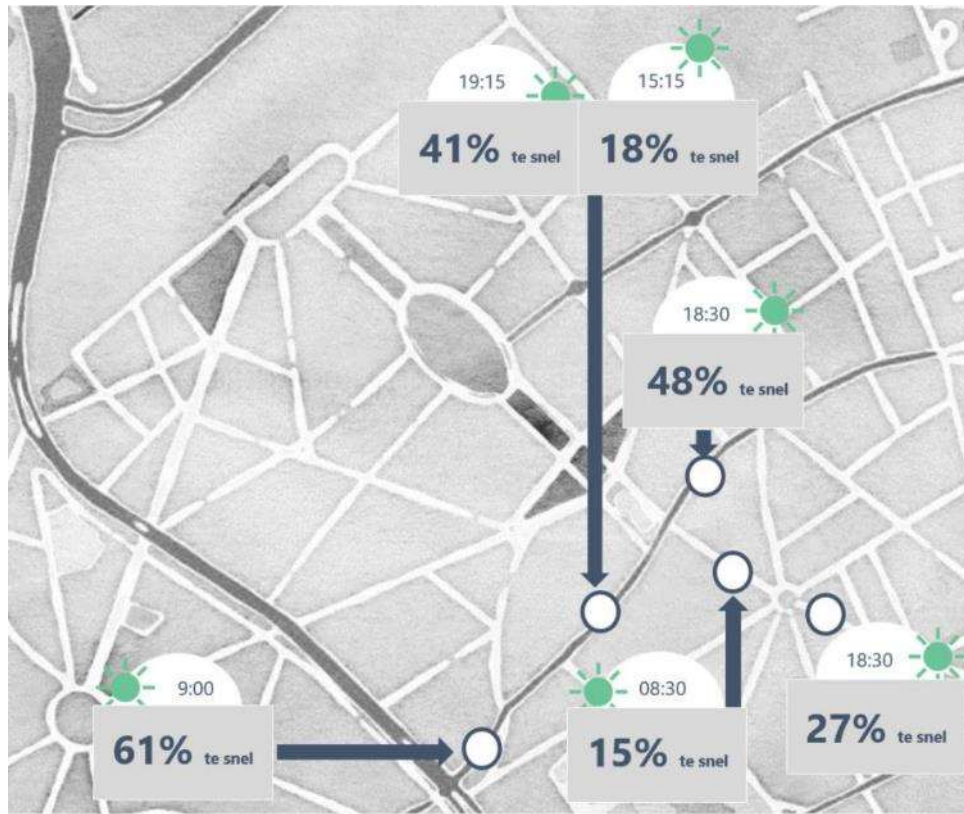 19:15
41% te snel
15:15
18% te snel
18:30
48% te snel
9:00
61% te snel
08:30
15% te snel
18:30
27% te snel